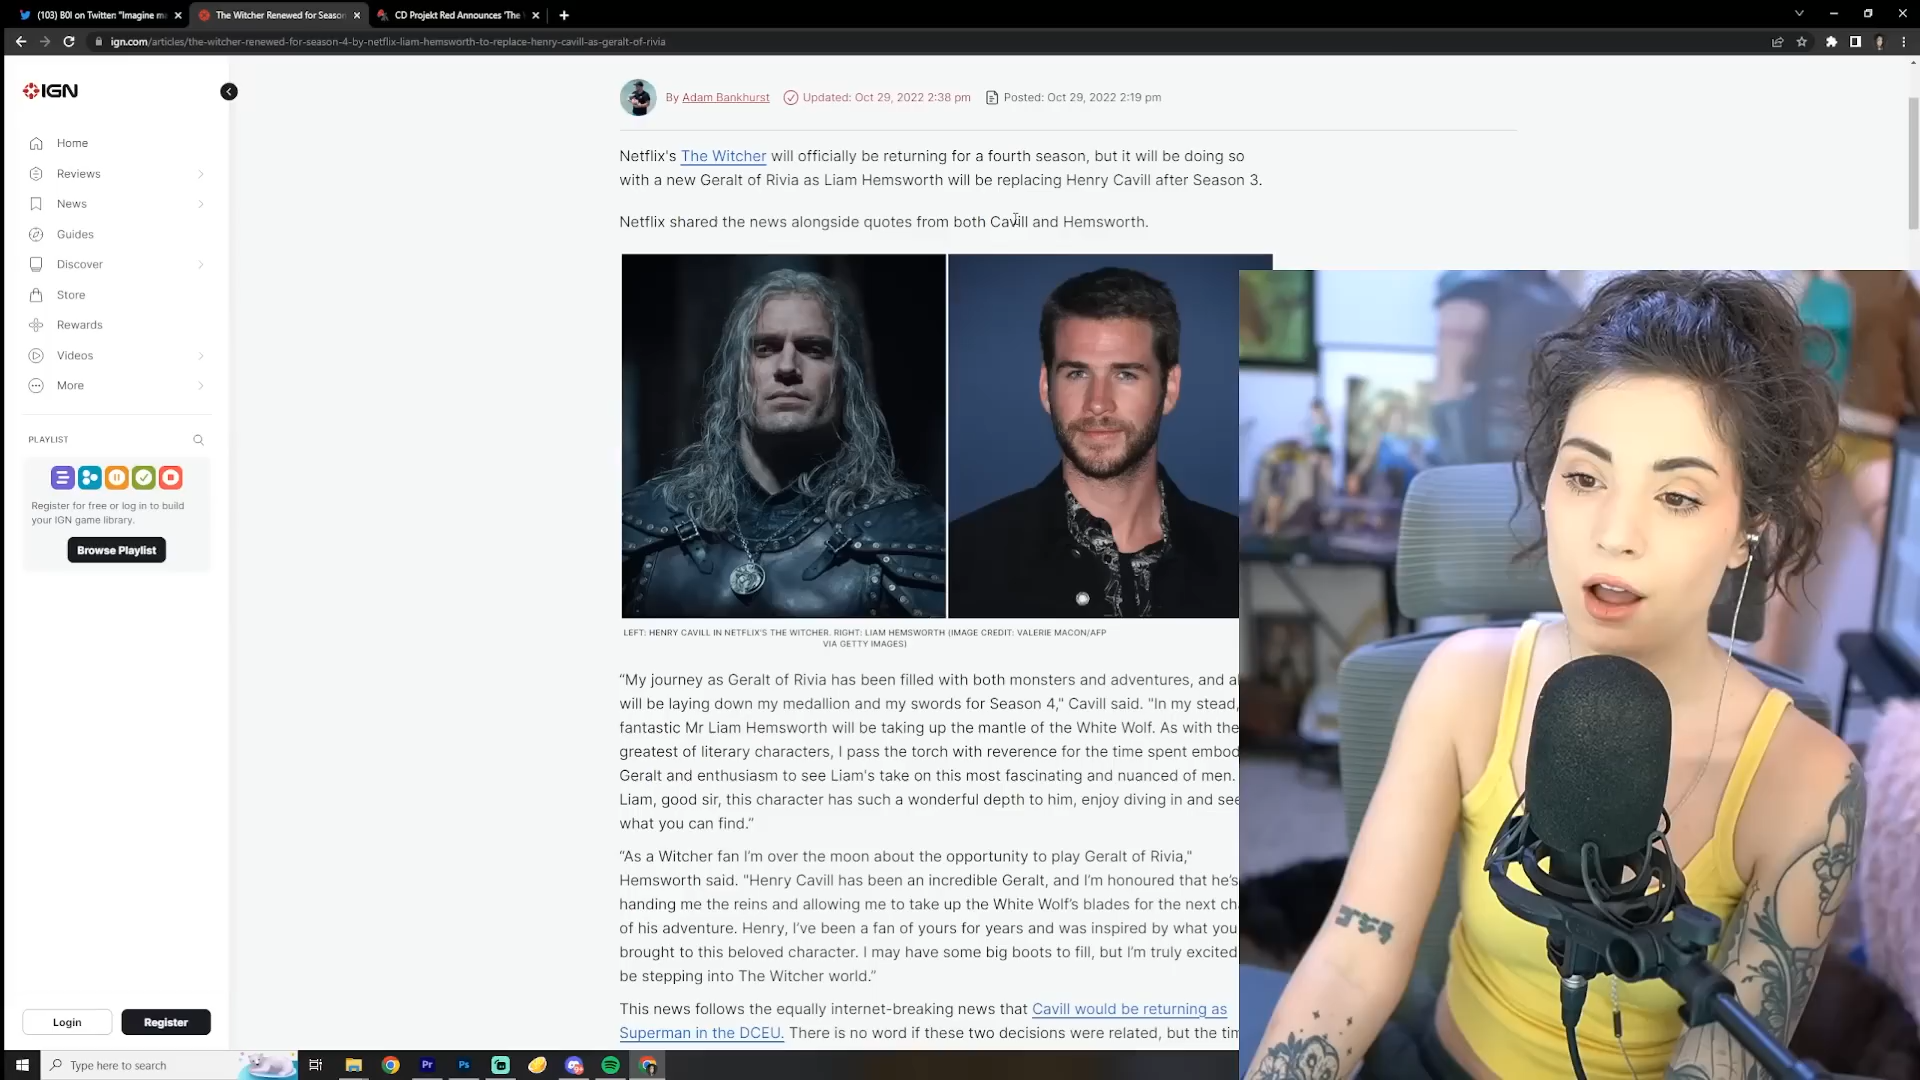 (103) B0I on Twitter: "Imagine ma
The Witcher Renewed for Season
CD Projekt Red Announces 'The
ign.com/articles/the-witcher-renewed-for-season-4-by-netflix-liam-hemsworth-to-replace-henry-cavill-as-geralt-of-rivia
IGN
Home
Reviews
News
Guides
Discover
Store
Rewards
Videos
More
PLAYLIST
Register for free or log in to build
your IGN game library.
Browse Playlist
Login
Register
By Adam Bankhurst Updated: Oct 29, 2022 2:38 pm Posted: Oct 29, 2022 2:19 pm
Netflix's The Witcher will officially be returning for a fourth season, but it will be doing so
with a new Geralt of Rivia as Liam Hemsworth will be replacing Henry Cavill after Season 3.
Netflix shared the news alongside quotes from both Cavill and Hemsworth.
LEFT: HENRY CAVILL IN NETFLIX'S THE WITCHER. RIGHT: LIAM HEMSWORTH (IMAGE CREDIT: VALERIE MACON/AFP
VIA GETTY IMAGES)
“My journey as Geralt of Rivia has been filled with both monsters and adventures, and a
will be laying down my medallion and my swords for Season 4," Cavill said. "In my stead,
fantastic Mr Liam Hemsworth will be taking up the mantle of the White Wolf. As with the
greatest of literary characters, I pass the torch with reverence for the time spent embod
Geralt and enthusiasm to see Liam's take on this most fascinating and nuanced of men.
Liam, good sir, this character has such a wonderful depth to him, enjoy diving in and see
what you can find.”
“As a Witcher fan I’m over the moon about the opportunity to play Geralt of Rivia,"
Hemsworth said. "Henry Cavill has been an incredible Geralt, and I’m honoured that he’s
handing me the reins and allowing me to take up the White Wolf’s blades for the next ch
of his adventure. Henry, I’ve been a fan of yours for years and was inspired by what you
brought to this beloved character. I may have some big boots to fill, but I’m truly excited
be stepping into The Witcher world.”
This news follows the equally internet-breaking news that Cavill would be returning as
Superman in the DCEU. There is no word if these two decisions were related, but the tim
ゴジラ
Type here to search
Pr
Ps